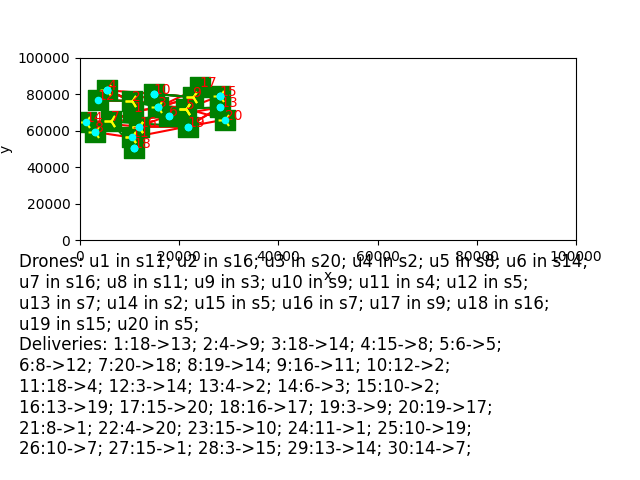 100000
80000
60000
40000
20000
0
y
0 20000 40000 60000 80000 100000
x
Drones: u1 in s11; u2 in s16; u3 in s20; u4 in s2; u5 in s8; u6 in s14;
u7 in s16; u8 in s11; u9 in s3; u10 in s9; u11 in s4; u12 in s5;
u13 in s7; u14 in s2; u15 in s5; u16 in s7; u17 in s9; u18 in s16;
u19 in s15; u20 in s5;
Deliveries: 1:18->13; 2:4->9; 3:18->14; 4:15->8; 5:6->5;
6:8->12; 7:20->18; 8:19->14; 9:16->11; 10:12->2;
11:18->4; 12:3->14; 13:4->2; 14:6->3; 15:10->2;
16:13->19; 17:15->20; 18:16->17; 19:3->9; 20:19->17;
21:8->1; 22:4->20; 23:15->10; 24:11->1; 25:10->19;
26:10->7; 27:15->1; 28:3->15; 29:13->14; 30:14->7;